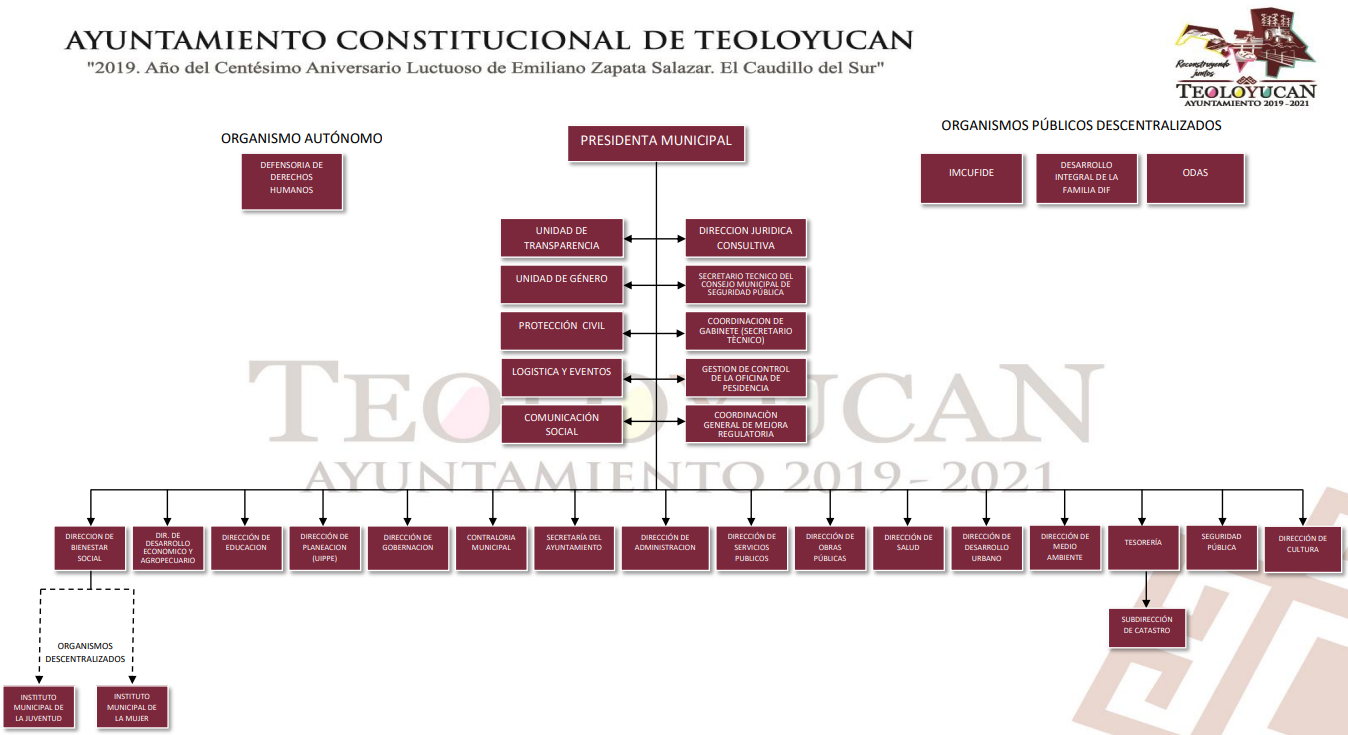 AYUNTAMIENTO CONSTITUCIONAL DE TEOLOYUCAN
"2019. Año del Centésimo Aniversario Luctuoso de Emiliano Zapata Salazar. El Caudillo del Sur"
Reconstruyendo
juntos
TEOLOYUCAN
AYUNTAMIENTO 2019-2021
ORGANISMO AUTÓNOMO
DEFENSORIA DE
DERECHOS
HUMANOS
PRESIDENTA MUNICIPAL
ORGANISMOS PÚBLICOS DESCENTRALIZADOS
IMCUFIDE
DESARROLLO
INTEGRAL DE LA
FAMILIA DIF
ODAS
UNIDAD DE
TRANSPARENCIA
DIRECCION JURIDICA
CONSULTIVA
UNIDAD DE GÉNERO
SECRETARIO TECNICO DEL
CONSEJO MUNICIPAL DE
SEGURIDAD PÚBLICA
PROTECCIÓN CIVIL
COORDINACION DE
GABINETE (SECRETARIO
TÈCNICO)
LOGISTICA Y EVENTOS
GESTION DE CONTROL
DE LA OFICINA DE
PESIDENCIA
COMUNICACIÓN
SOCIAL
COORDINACIÒN
GENERAL DE MEJORA
REGULATORIA
TEOLOYUCAN
AYUNTAMIENTO 2019-2021
DIRECCION DE
BIENESTAR
SOCIAL
DIR. DE
DESARROLLO
ECONOMICO Y
AGROPECUARIO
DIRECCIÓN DE
EDUCACION
DIRECCIÓN DE
PLANEACION
(UIPPE)
DIRECCIÓN DE
GOBERNACION
CONTRALORIA
MUNICIPAL
SECRETARÍA DEL
AYUNTAMIENTO
DIRECCIÓN DE
ADMINISTRACION
DIRECCIÓN DE
SERVICIOS
PUBLICOS
DIRECCIÓN DE
OBRAS
PÚBLICAS
DIRECCIÓN DE
SALUD
DIRECCIÓN DE
DESARROLLO
URBANO
DIRECCIÓN DE
MEDIO
AMBIENTE
TESORERÍA
SEGURIDAD
PÚBLICA
DIRECCIÓN DE
CULTURA
SUBDIRECCIÓN
DE CATASTRO
ORGANISMOS
DESCENTRALIZADOS
INSTITUTO
MUNICIPAL DE
LA JUVENTUD
INSTITUTO
MUNICIPAL DE
LA MUJER